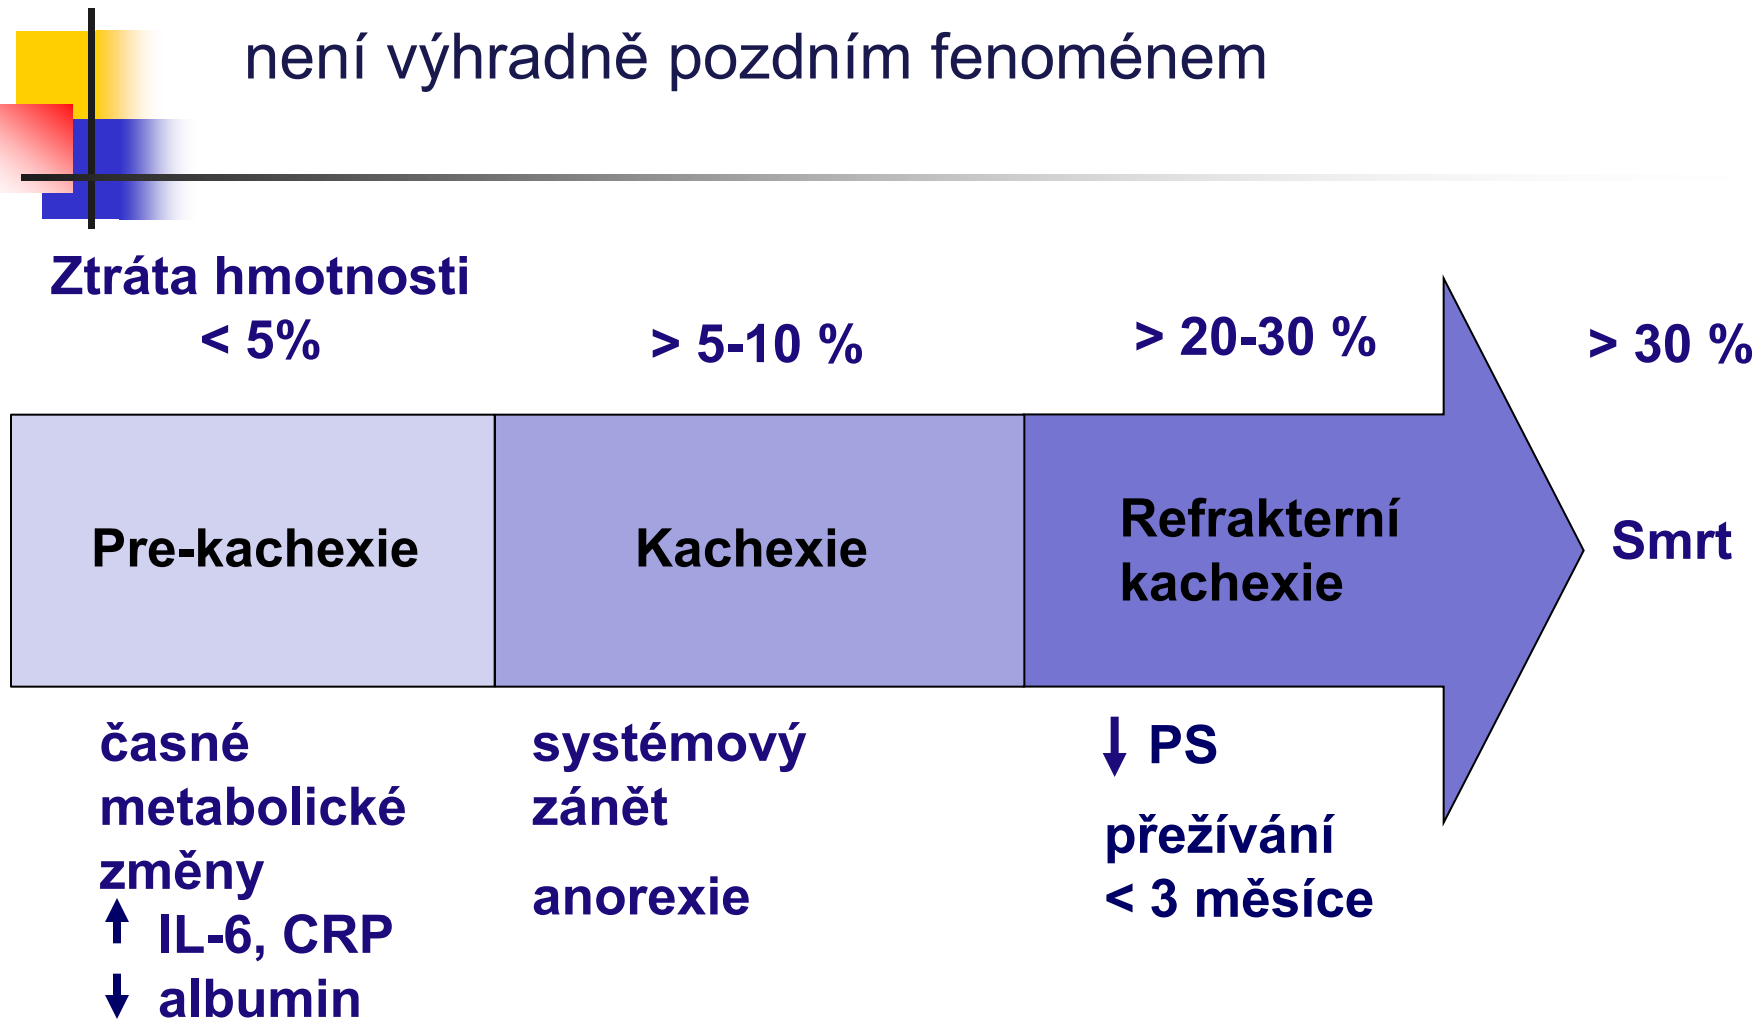 není výhradně pozdním fenoménem
Ztráta hmotnosti
< 5%
> 5-10 %
> 20-30 %
> 30 %
Pre-kachexie
Kachexie
Refrakterní
kachexie
Smrt
časné
metabolické
změny
↑ IL-6, CRP
↓ albumin
systémový
zánět
anorexie
↓ PS
přežívání
< 3 měsíce